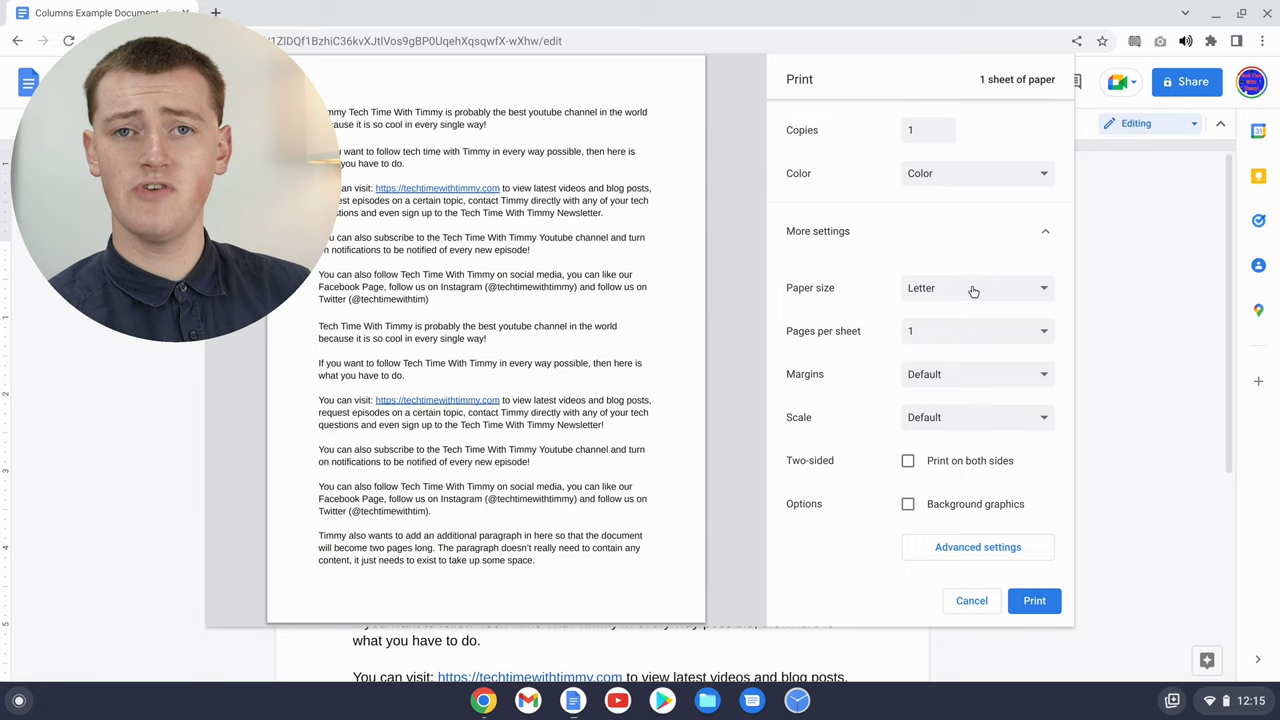 Columns Example Document
1ZlDQf1BzhiC36kvXJtlVos9gBP0UqehXqsqwfX-wXhw/edit
Print
1 sheet of paper
Share
Editing
Copies
1
Color
Color
More settings
Paper size
Letter
Pages per sheet
1
Margins
Default
Scale
Default
Two-sided
Print on both sides
Options
Background graphics
Advanced settings
Cancel
Print
Timmy Tech Time With Timmy is probably the best youtube channel in the world
because it is so cool in every single way!
want to follow tech time with Timmy in every way possible, then here is
you have to do.
can visit: https://techtimewithtimmy.com to view latest videos and blog posts,
request episodes on a certain topic, contact Timmy directly with any of your tech
questions and even sign up to the Tech Time With Timmy Newsletter.
You can also subscribe to the Tech Time With Timmy Youtube channel and turn
on notifications to be notified of every new episode!
You can also follow Tech Time With Timmy on social media, you can like our
Facebook Page, follow us on Instagram (@techtimewithtimmy) and follow us on
Twitter (@techtimewithtim)
Tech Time With Timmy is probably the best youtube channel in the world
because it is so cool in every single way!
If you want to follow Tech Time With Timmy in every way possible, then here is
what you have to do.
You can visit: https://techtimewithtimmy.com to view latest videos and blog posts,
request episodes on a certain topic, contact Timmy directly with any of your tech
questions and even sign up to the Tech Time With Timmy Newsletter!
You can also subscribe to the Tech Time With Timmy Youtube channel and turn
on notifications to be notified of every new episode!
You can also follow Tech Time With Timmy on social media, you can like our
Facebook Page, follow us on Instagram (@techtimewithtimmy) and follow us on
Twitter (@techtimewithtim).
Timmy also wants to add an additional paragraph in here so that the document
will become two pages long. The paragraph doesn't really need to contain any
content, it just needs to exist to take up some space.
what you have to do.
You can visit: https://techtimewithtimmy.com to view latest videos and blog posts,
1
2
3
4
5
31
12:15